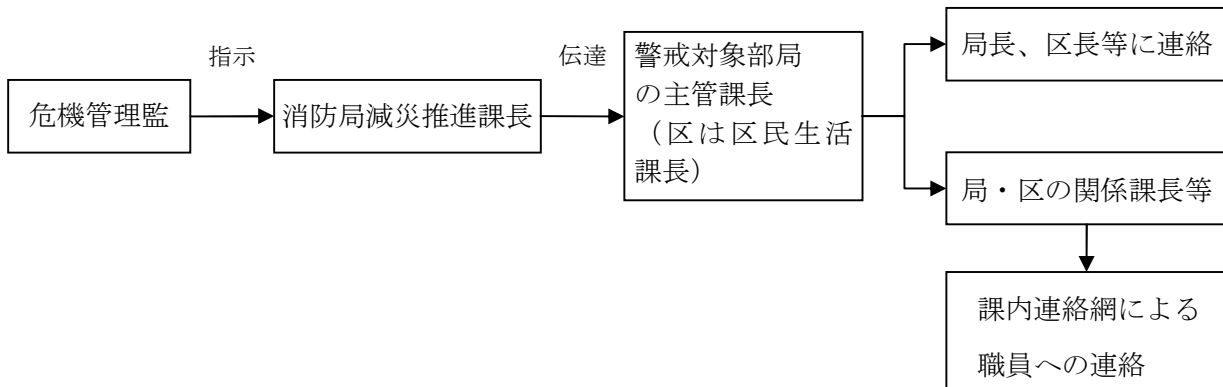 指示
伝達
危機管理監
消防局減災推進課長
警戒対象部局
の主管課長
（区は区民生活
課長）
局長、区長等に連絡
局・区の関係課長等
課内連絡網による
職員への連絡